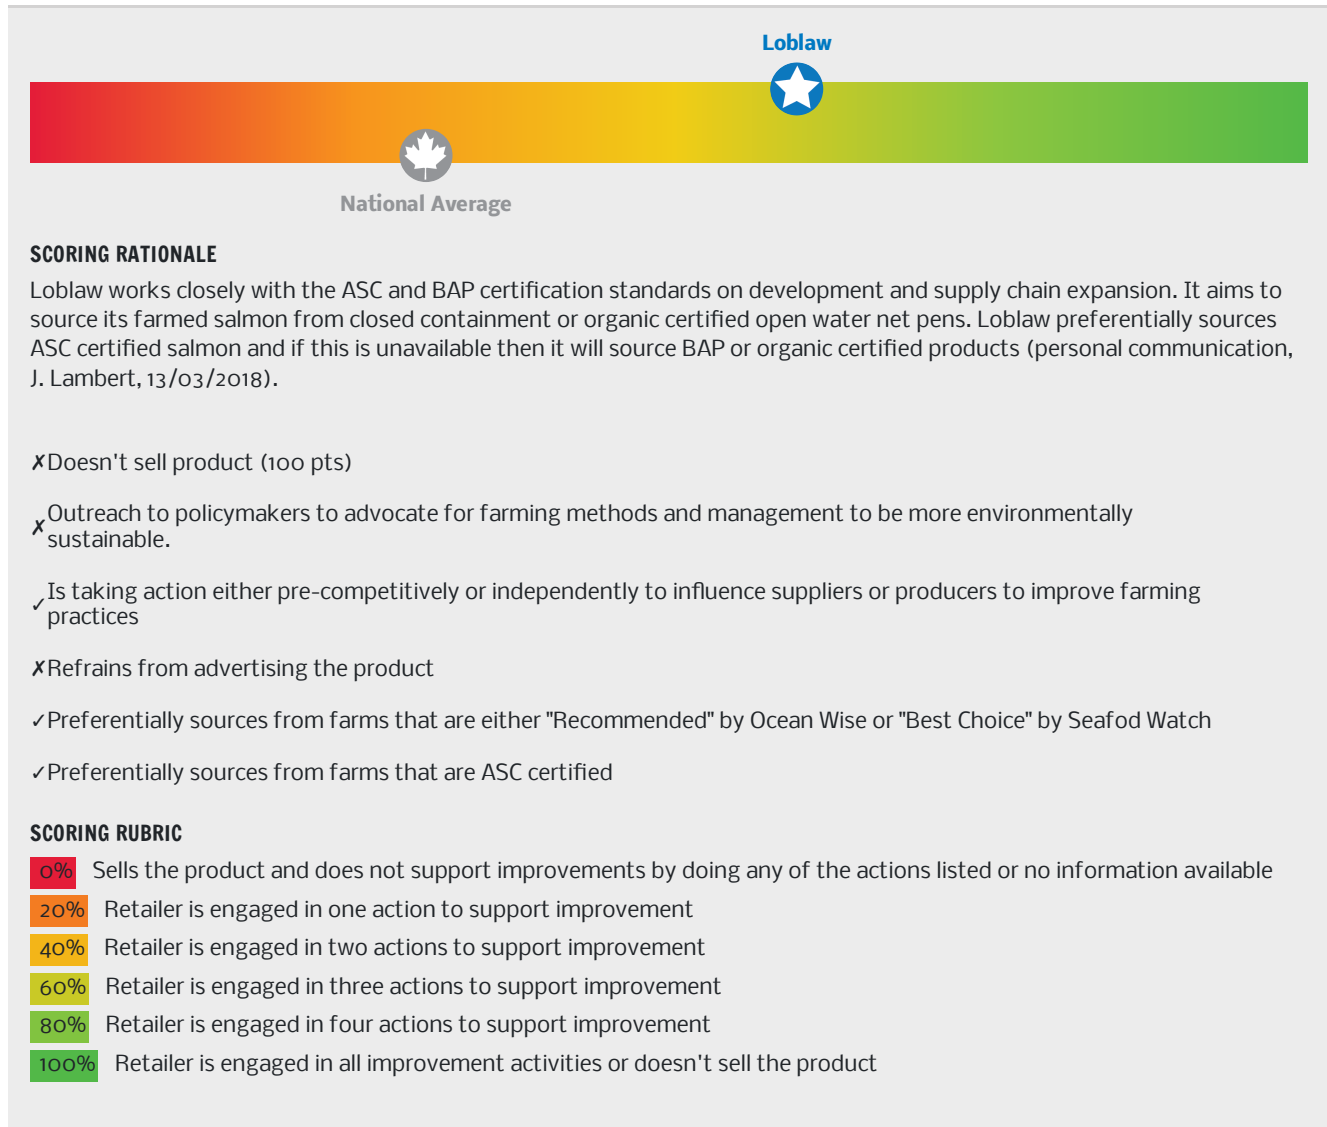 Loblaw
National Average
SCORING RATIONALE
Loblaw works closely with the ASC and BAP certification standards on development and supply chain expansion. It aims to
source its farmed salmon from closed containment or organic certified open water net pens. Loblaw preferentially sources
ASC certified salmon and if this is unavailable then it will source BAP or organic certified products (personal communication,
J. Lambert, 13/03/2018).
✗Doesn't sell product (100 pts)
✗Outreach to policymakers to advocate for farming methods and management to be more environmentally
sustainable.
✓Is taking action either pre-competitively or independently to influence suppliers or producers to improve farming
practices
✗Refrains from advertising the product
✓Preferentially sources from farms that are either "Recommended" by Ocean Wise or "Best Choice" by Seafod Watch
✓Preferentially sources from farms that are ASC certified
SCORING RUBRIC
0% Sells the product and does not support improvements by doing any of the actions listed or no information available
20% Retailer is engaged in one action to support improvement
40% Retailer is engaged in two actions to support improvement
60% Retailer is engaged in three actions to support improvement
80% Retailer is engaged in four actions to support improvement
100% Retailer is engaged in all improvement activities or doesn't sell the product